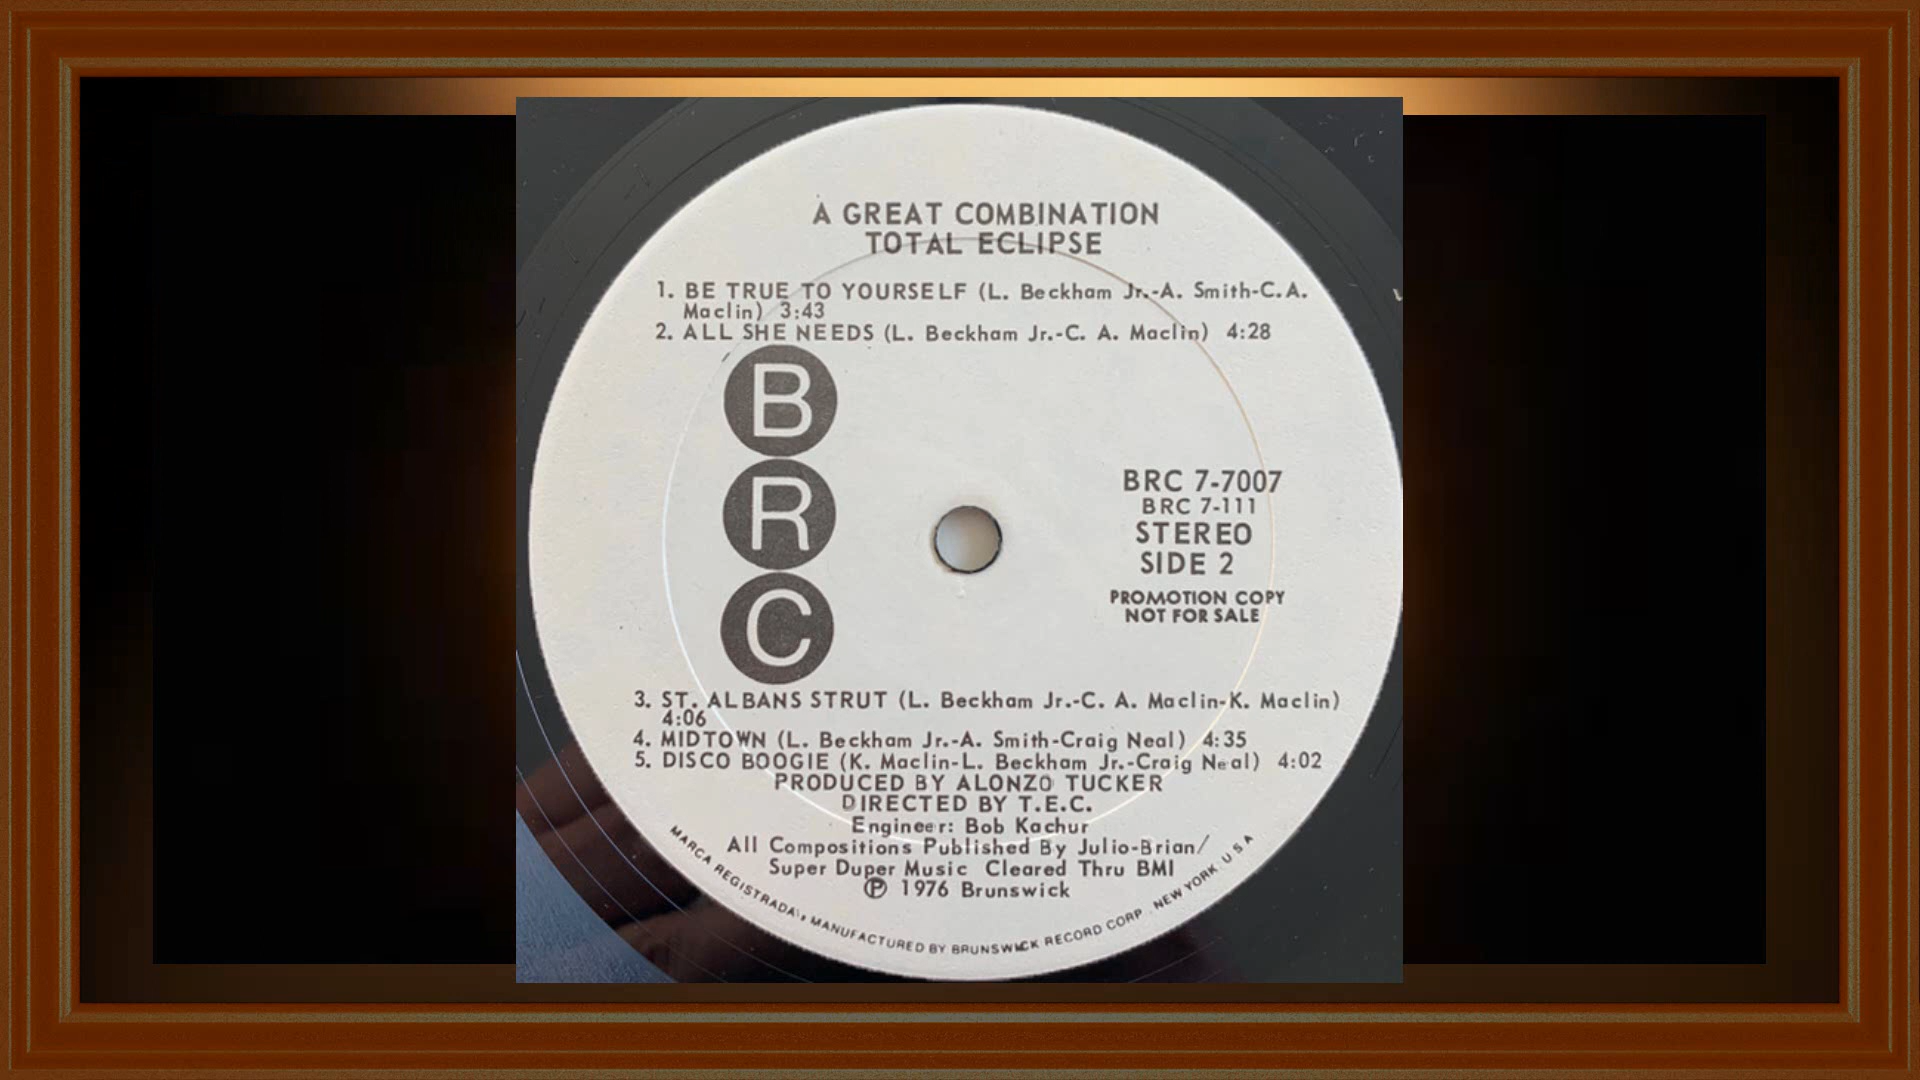 A GREAT COMBINATION
TOTAL ECLIPSE
1. BE TRUE TO YOURSELF (L. Beckham Jr.-A. Smith-C.A.
Maclin) 3:43
2. ALL SHE NEEDS (L. Beckham Jr.-C. A. Maclin) 4:28
B
R
C
BRC 7-7007
BRC 7-111
STEREO
SIDE 2
PROMOTION COPY
NOT FOR SALE
3. ST. ALBANS STRUT (L. Beckham Jr.-C. A. Maclin-K. Maclin)
4:06
4. MIDTOWN (L. Beckham Jr.-A. Smith-Craig Neal) 4:35
5. DISCO BOOGIE (K. Maclin-L. Beckham Jr.-Craig Neal) 4:02
PRODUCED BY ALONZO TUCKER
DIRECTED BY T.E.C.
Engineer: Bob Kachur
All Compositions Published By Julio-Brian/
Super Duper Music Cleared Thru BMI
℗ 1976 Brunswick
MARCA REGISTRADA, MANUFACTURED BY BRUNSWICK RECORD CORP. NEW YORK, U S A